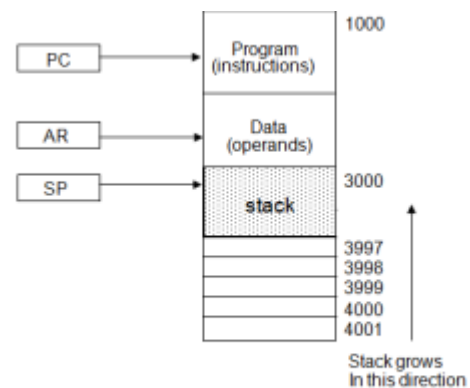 1000
Program
(instructions)
PC
Data
(operands)
AR
SP
3000
stack
3997
3998
3999
4000
4001
Stack grows
In this direction